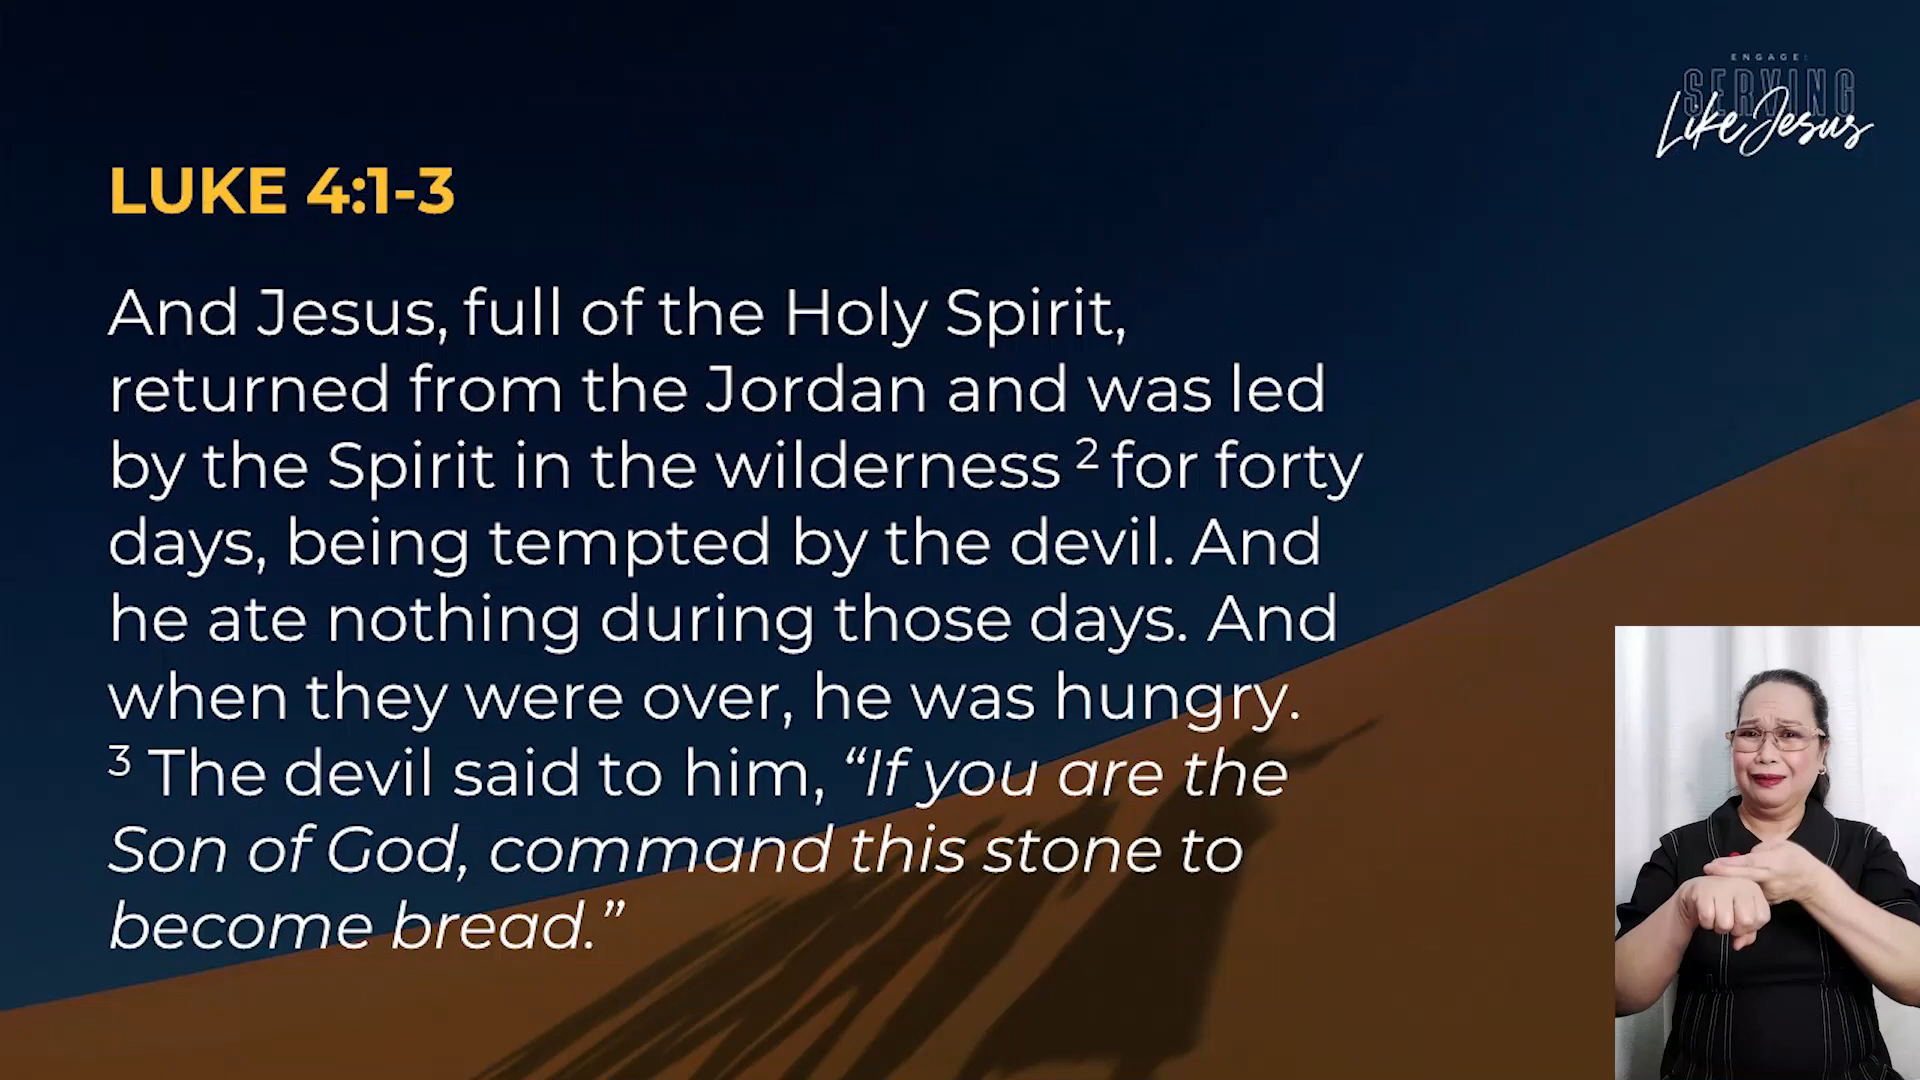 ENGAGE:
SERVING
Like Jesus
LUKE 4:1-3
And Jesus, full of the Holy Spirit,
returned from the Jordan and was led
by the Spirit in the wilderness ² for forty
days, being tempted by the devil. And
he ate nothing during those days. And
when they were over, he was hungry.
³ The devil said to him, “If you are the
Son of God, command this stone to
become bread.”